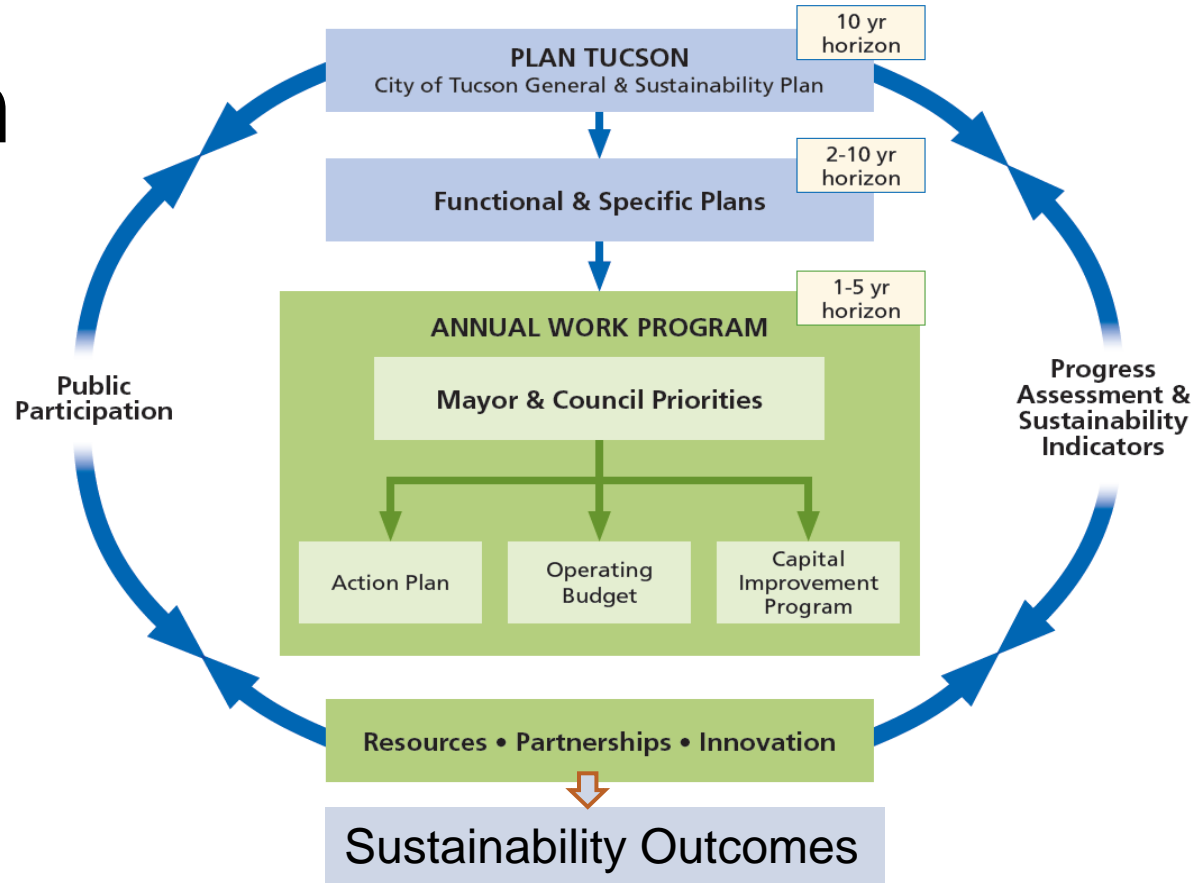 10 yr
horizon
PLAN TUCSON
City of Tucson General & Sustainability Plan
2-10 yr
horizon
Functional & Specific Plans
1-5 yr
horizon
ANNUAL WORK PROGRAM
Mayor & Council Priorities
Public
Participation
Progress
Assessment &
Sustainability
Indicators
Action Plan
Operating
Budget
Capital
Improvement
Program
Resources • Partnerships • Innovation
Sustainability Outcomes